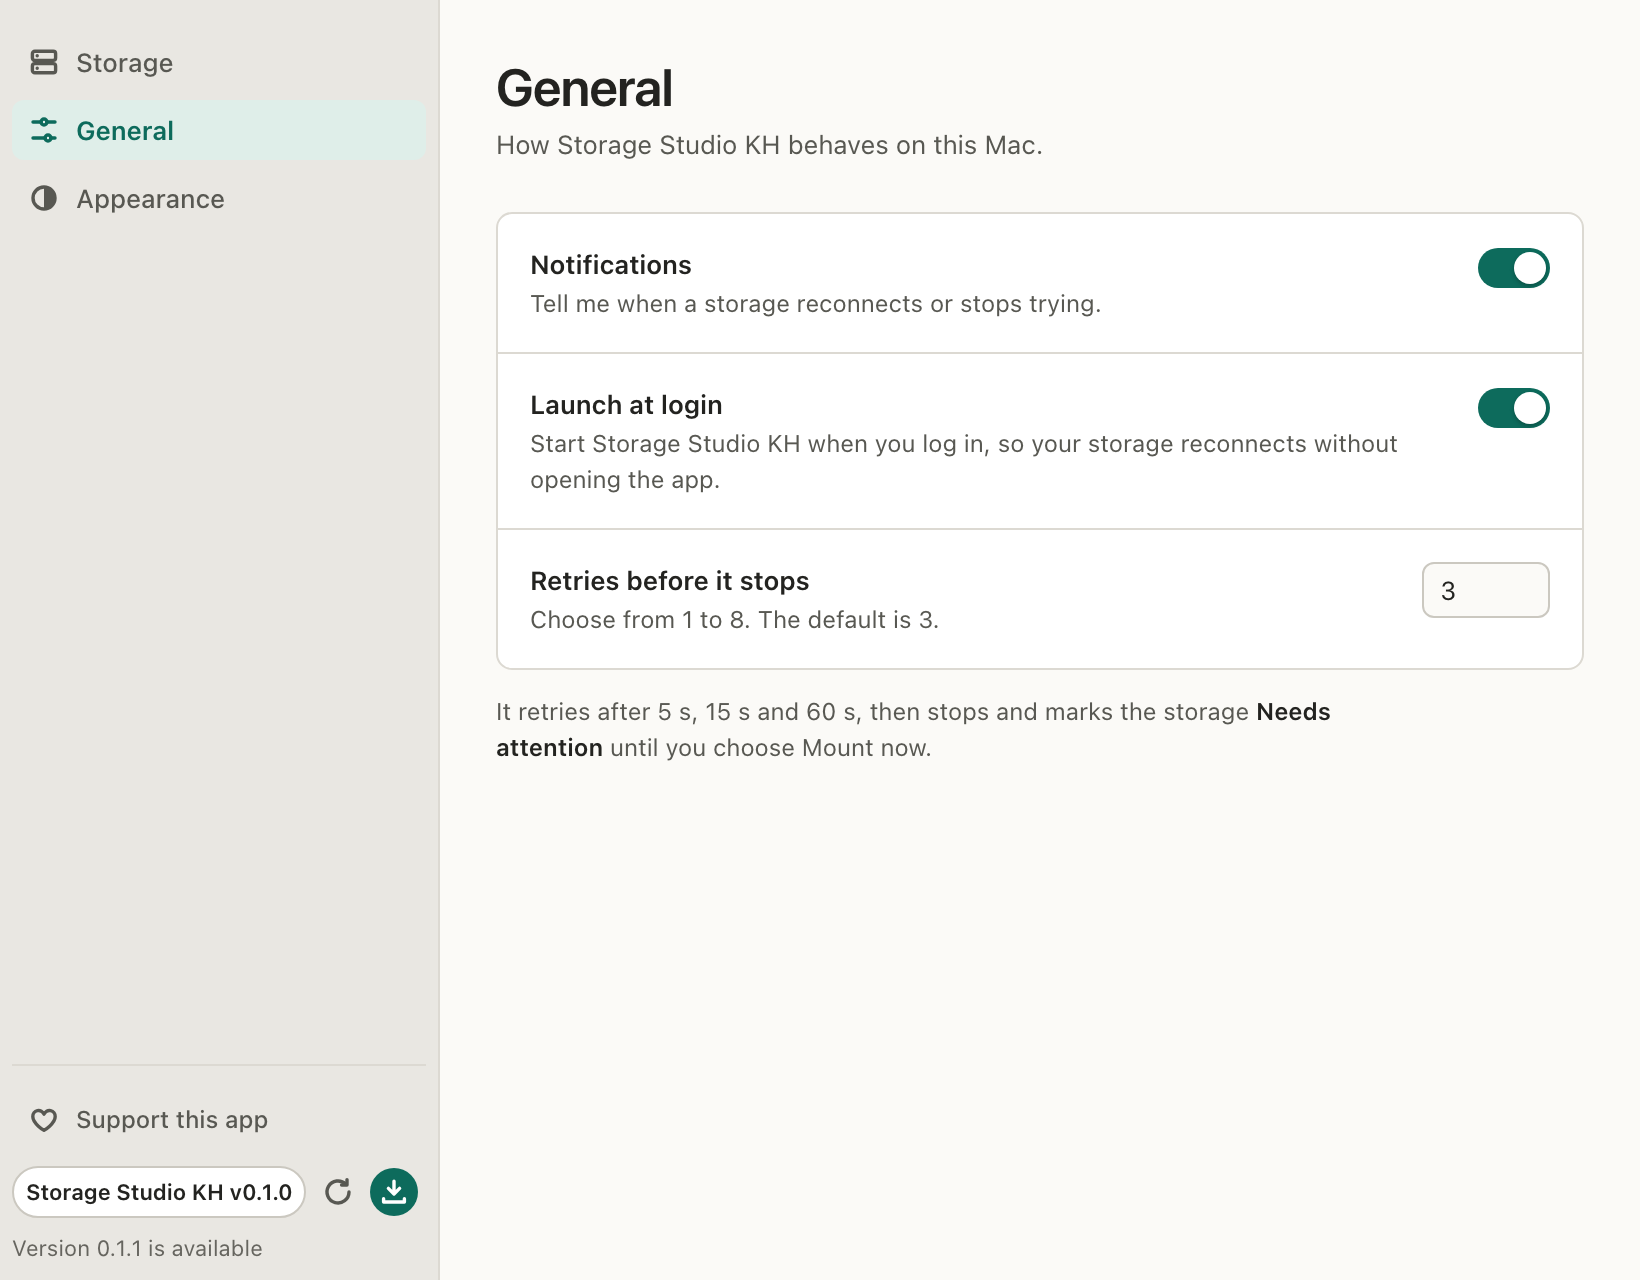 Storage
General
Appearance
Support this app
Storage Studio KH v0.1.0
Version 0.1.1 is available
General
How Storage Studio KH behaves on this Mac.
Notifications
Tell me when a storage reconnects or stops trying.
Launch at login
Start Storage Studio KH when you log in, so your storage reconnects without
opening the app.
Retries before it stops
Choose from 1 to 8. The default is 3.
3
It retries after 5 s, 15 s and 60 s, then stops and marks the storage Needs
attention until you choose Mount now.